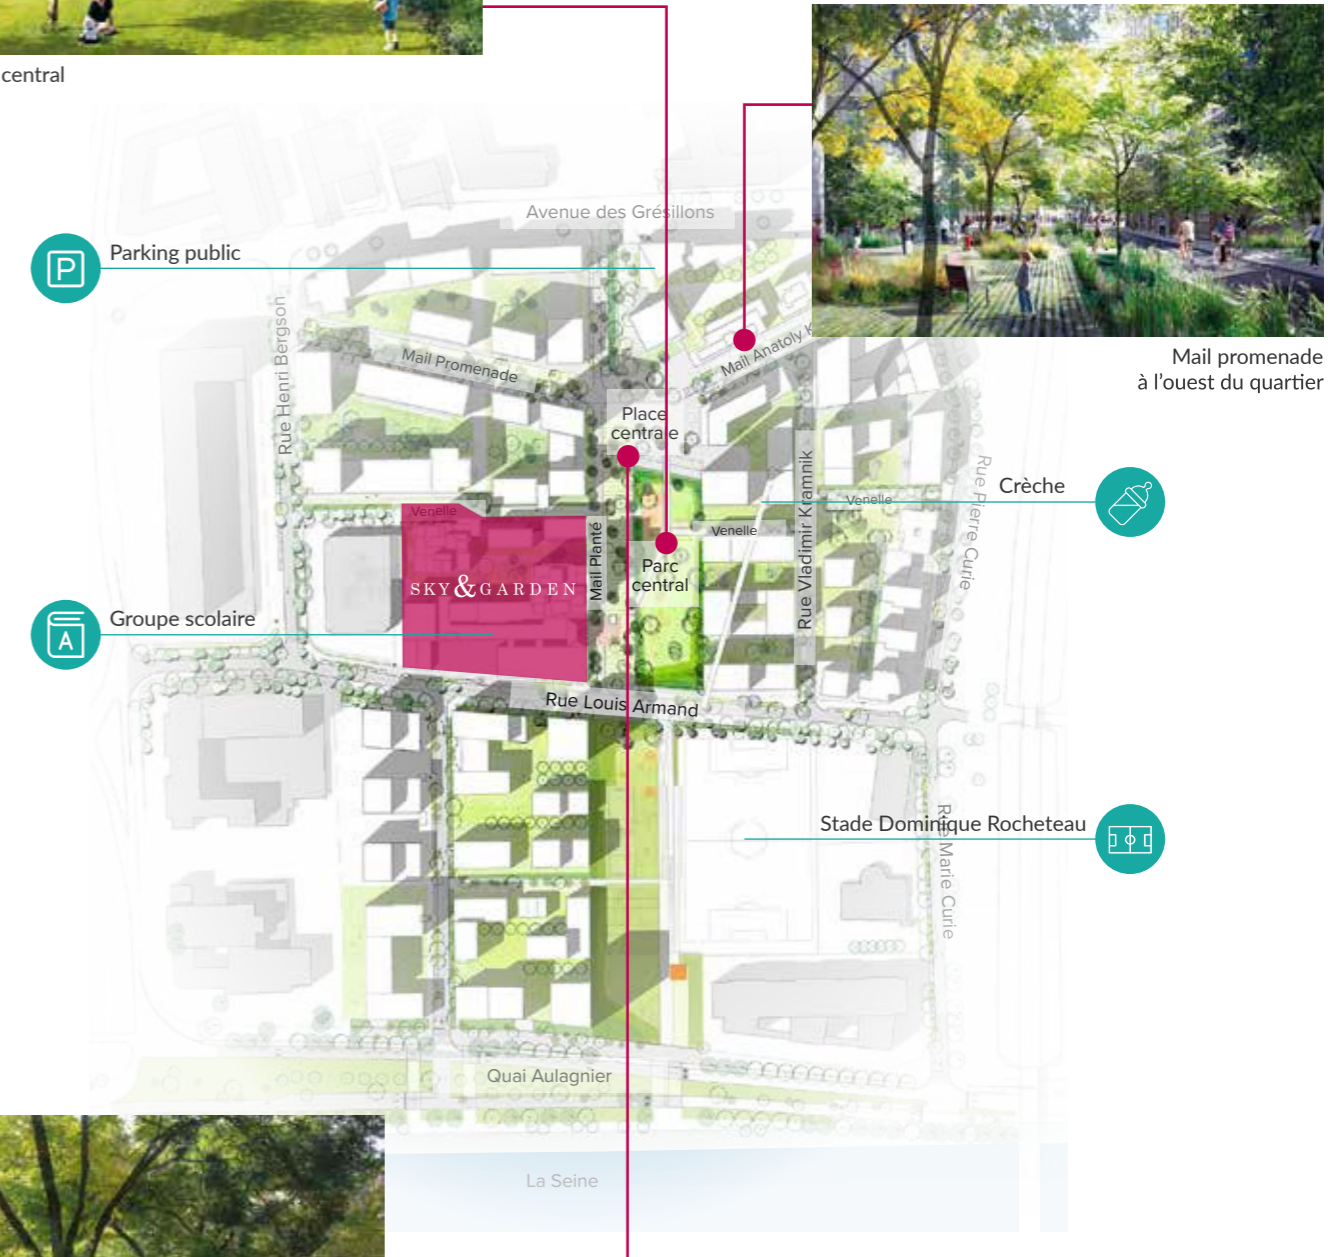 central
Avenue des Grésillons
Parking public
P
Rue Henri Bergson
Mail Promenade
Mail Anatoly K
Mail promenade
à l'ouest du quartier
Place
centrale
Crèche
Rue Pierre Curie
Venelle
Venelle
Venelle
Rue Vladimir Kramnik
Mail Planté
SKY&GARDEN
Parc
central
Groupe scolaire
A
Rue Louis Armand
Stade Dominique Rocheteau
Rue Marie Curie
Quai Aulagnier
La Seine